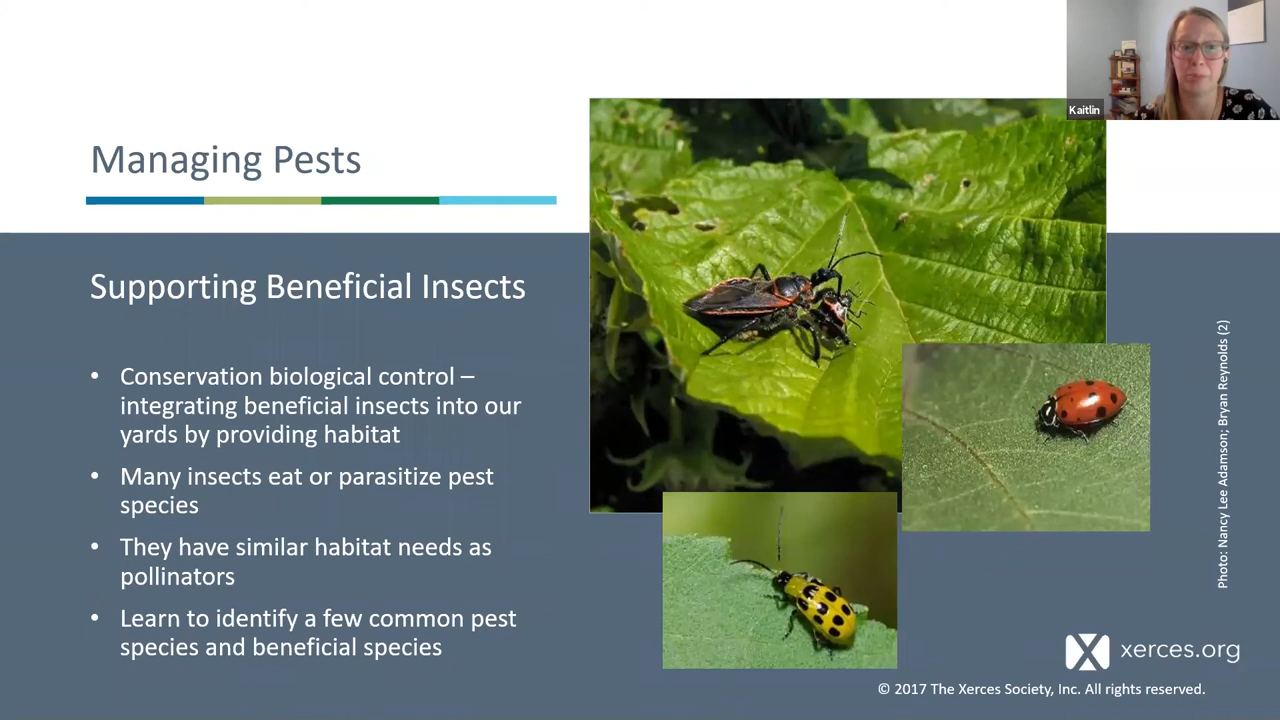 Kaitlin
Managing Pests
Supporting Beneficial Insects
• Conservation biological control –
integrating beneficial insects into our
yards by providing habitat
• Many insects eat or parasitize pest
species
• They have similar habitat needs as
pollinators
• Learn to identify a few common pest
species and beneficial species
Photo: Nancy Lee Adamson; Bryan Reynolds (2)
xerces.org
© 2017 The Xerces Society, Inc. All rights reserved.